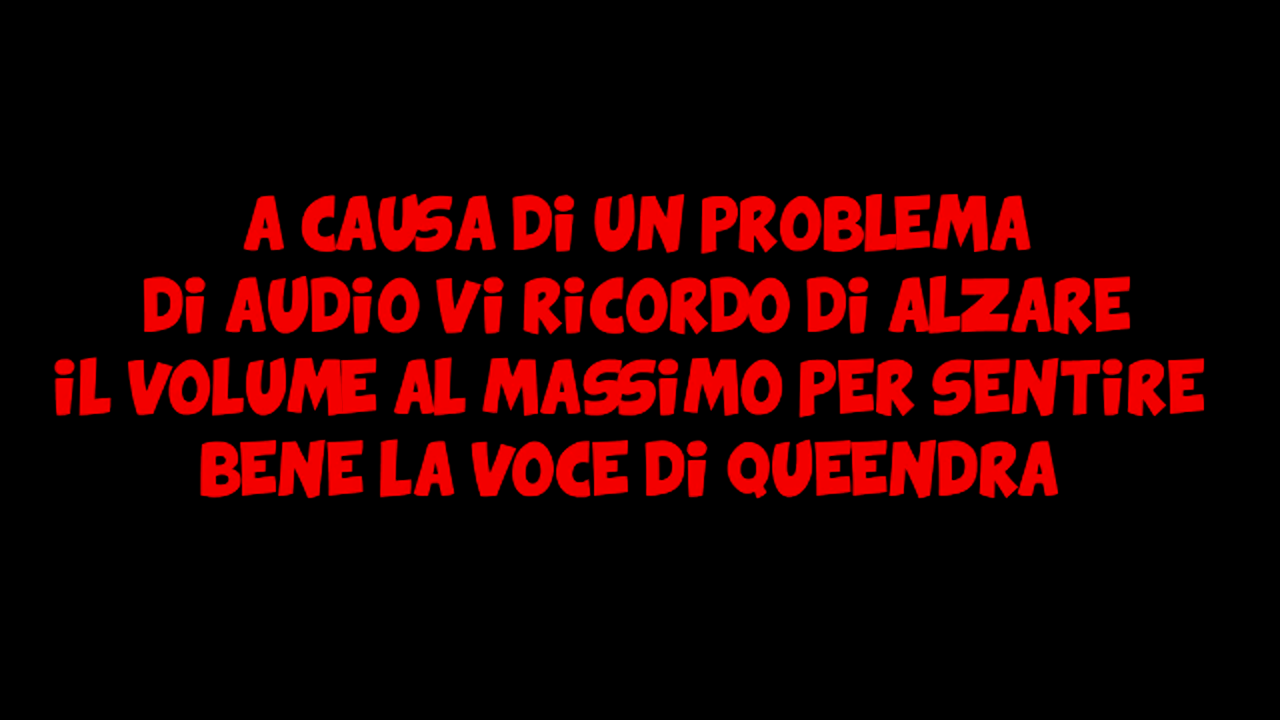 A CAUSA Di UN PROBLEMA
Di AUDiO Vi RiCORDO Di ALZARE
iL VOLUME AL MASSiMO PER SENTiRE
BENE LA VOCE Di QUEENDRA